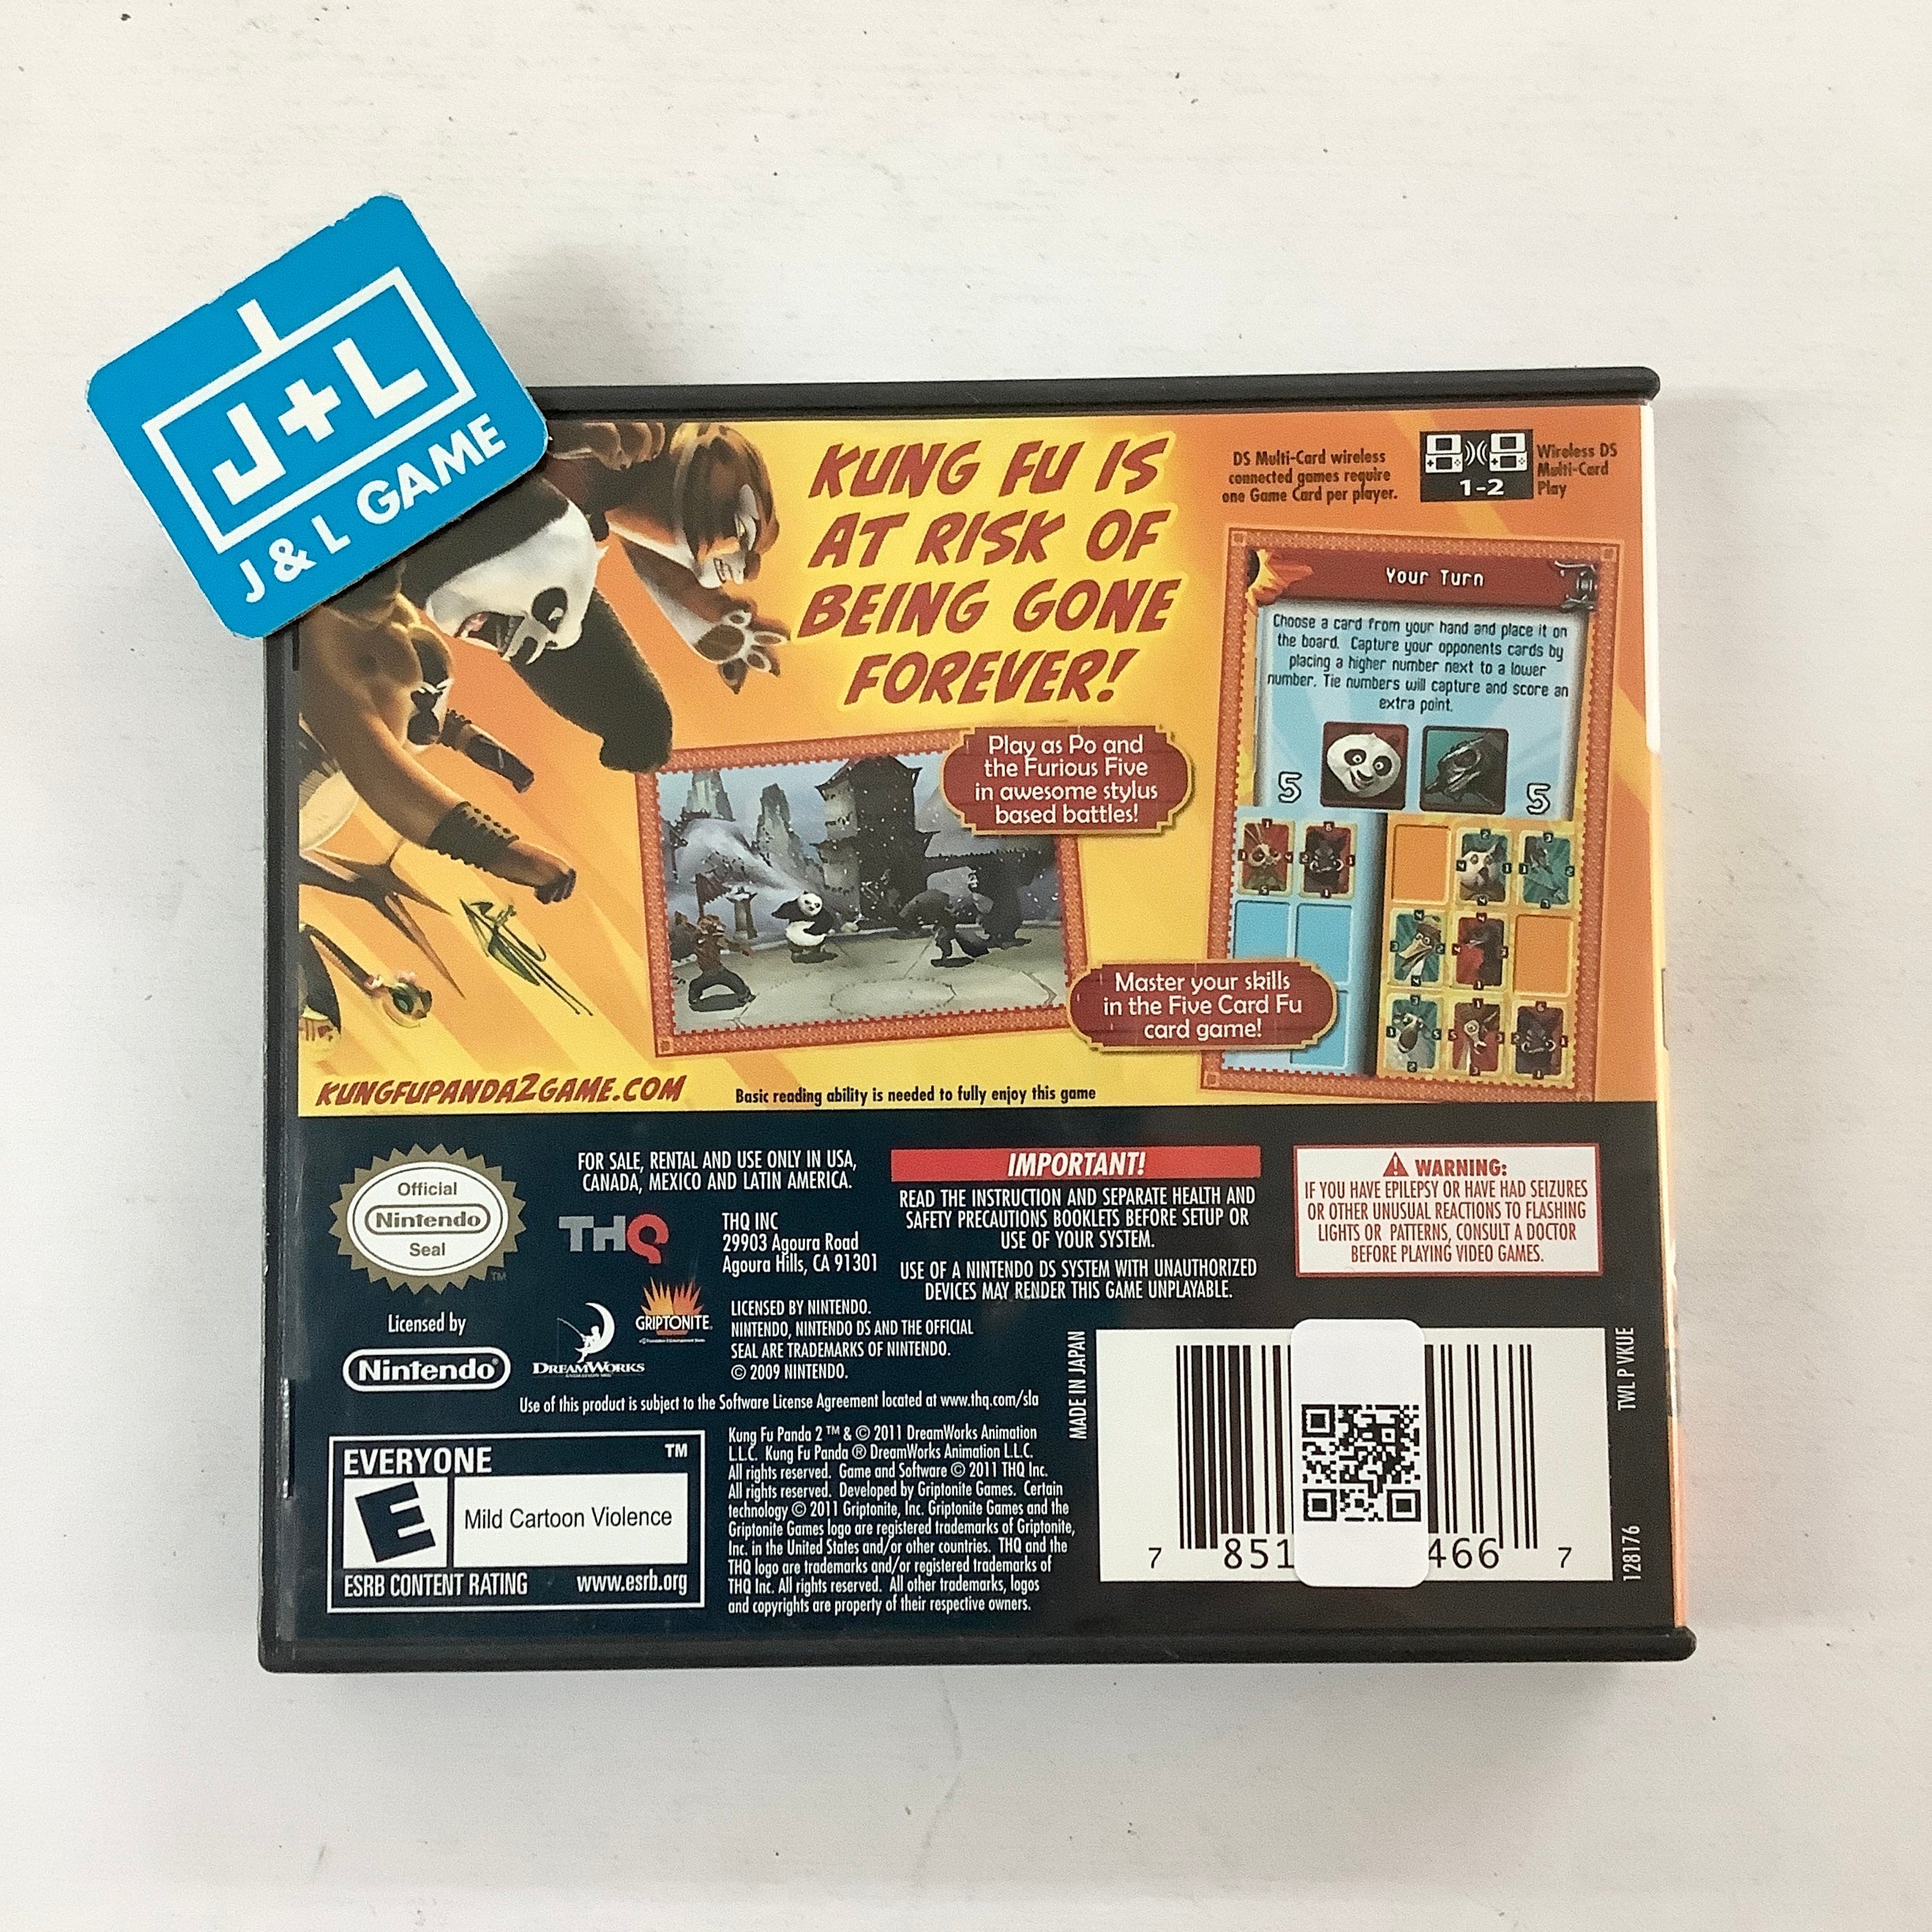 J+L
J & L GAME
KUNG FU IS
AT RISK OF
BEING GONE
FOREVER!
DS Multi-Card wireless
connected games require
one Game Card per player.
1-2
Wireless DS
Multi-Card
Play
Your Turn
Choose a card from your hand and place it on
the board. Capture your opponents cards by
placing a higher number next to a lower
number. Tie numbers will capture and score an
extra point.
5
5
Play as Po and
the Furious Five
in awesome stylus
based battles!
Master your skills
in the Five Card Fu
card game!
KUNGFUPANDA2GAME.COM
Basic reading ability is needed to fully enjoy this game
Official
Nintendo
Seal
TM
Licensed by
Nintendo®
FOR SALE, RENTAL AND USE ONLY IN USA,
CANADA, MEXICO AND LATIN AMERICA.
THQ
THQ INC
29903 Agoura Road
Agoura Hills, CA 91301
DREAMWORKS
GRIPTONITE
LICENSED BY NINTENDO.
NINTENDO, NINTENDO DS AND THE OFFICIAL
SEAL ARE TRADEMARKS OF NINTENDO.
© 2009 NINTENDO.
IMPORTANT!
READ THE INSTRUCTION AND SEPARATE HEALTH AND
SAFETY PRECAUTIONS BOOKLETS BEFORE SETUP OR
USE OF YOUR SYSTEM.
USE OF A NINTENDO DS SYSTEM WITH UNAUTHORIZED
DEVICES MAY RENDER THIS GAME UNPLAYABLE.
WARNING:
IF YOU HAVE EPILEPSY OR HAVE HAD SEIZURES
OR OTHER UNUSUAL REACTIONS TO FLASHING
LIGHTS OR PATTERNS, CONSULT A DOCTOR
BEFORE PLAYING VIDEO GAMES.
Use of this product is subject to the Software License Agreement located at www.thq.com/sla
EVERYONE
TM
E
Mild Cartoon Violence
ESRB CONTENT RATING www.esrb.org
Kung Fu Panda 2 ™ & © 2011 DreamWorks Animation
L.L.C. Kung Fu Panda ® DreamWorks Animation L.L.C.
All rights reserved. Game and Software © 2011 THQ Inc.
All rights reserved. Developed by Griptonite Games. Certain
technology © 2011 Griptonite, Inc. Griptonite Games and the
Griptonite Games logo are registered trademarks of Griptonite,
Inc. in the United States and/or other countries. THQ and the
THQ logo are trademarks and/or registered trademarks of
THQ Inc. All rights reserved. All other trademarks, logos
and copyrights are property of their respective owners.
MADE IN JAPAN
7 851 466 7
TWL P VKUE
128176